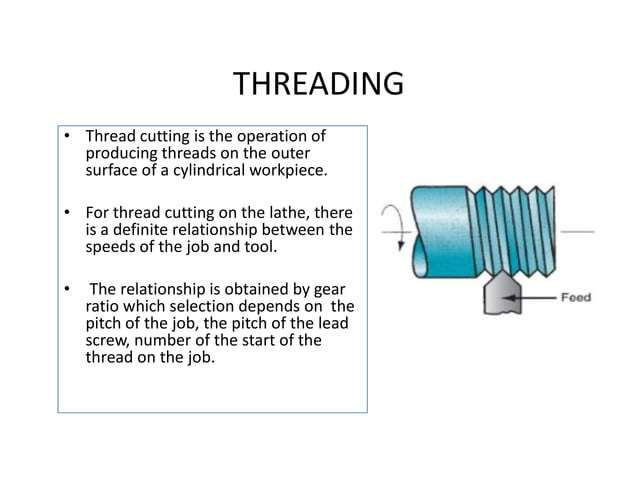 THREADING
• Thread cutting is the operation of
producing threads on the outer
surface of a cylindrical workpiece.
• For thread cutting on the lathe, there
is a definite relationship between the
speeds of the job and tool.
• The relationship is obtained by gear
ratio which selection depends on the
pitch of the job, the pitch of the lead
screw, number of the start of the
thread on the job.
Feed